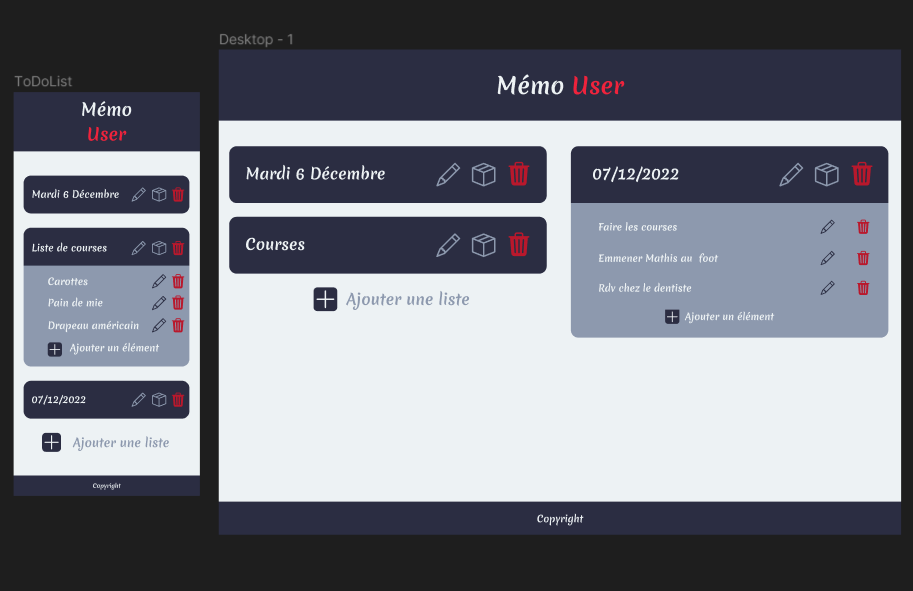 ToDoList
Mémo
User
Mardi 6 Décembre
Liste de courses
Carottes
Pain de mie
Drapeau américain
Ajouter un élément
07/12/2022
Ajouter une liste
Copyright
Desktop - 1
Mémo User
Mardi 6 Décembre
Courses
Ajouter une liste
07/12/2022
Faire les courses
Emmener Mathis au foot
Rdv chez le dentiste
Ajouter un élément
Copyright